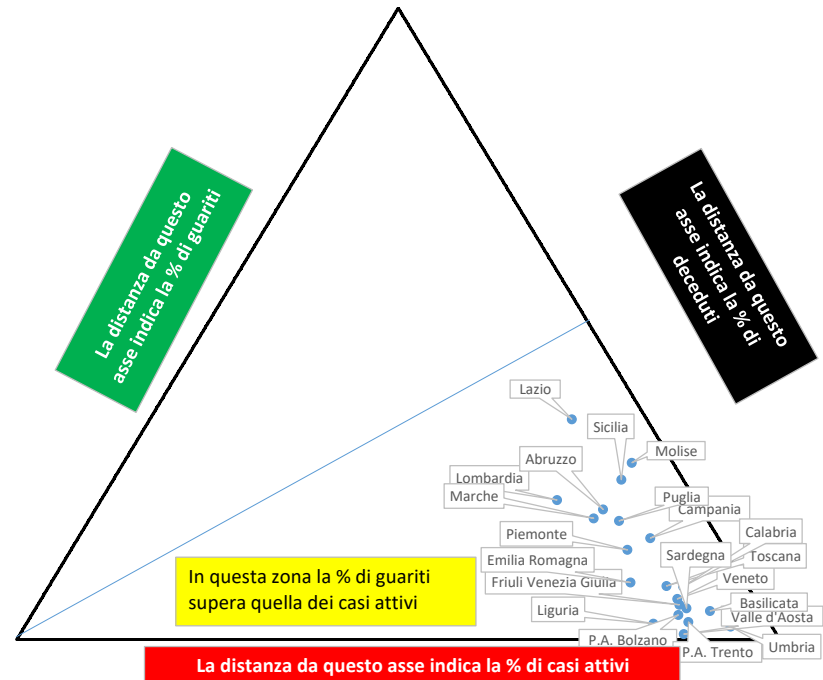 La distanza da questo
asse indica la % di guariti
La distanza da questo
asse indica la % di
deceduti
Lazio
Sicilia
Molise
Abruzzo
Lombardia
Marche
Puglia
Campania
Piemonte
Calabria
Sardegna
Toscana
Emilia Romagna
Veneto
Friuli Venezia Giulia
In questa zona la % di guariti
supera quella dei casi attivi
Basilicata
Liguria
Valle d'Aosta
P.A. Bolzano
Umbria
P.A. Trento
La distanza da questo asse indica la % di casi attivi